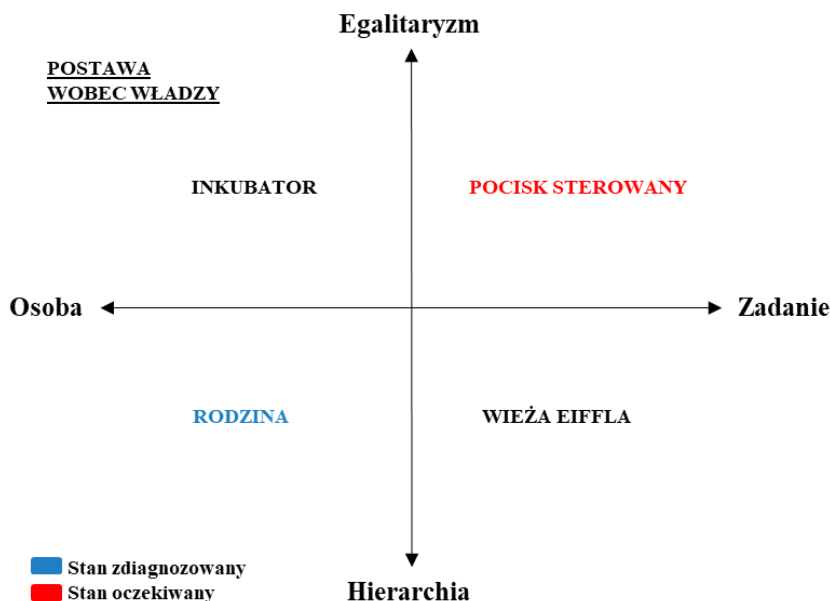 Egalitaryzm
POSTAWA
WOBEC WŁADZY
INKUBATOR
POCISK STEROWANY
Osoba
Zadanie
RODZINA
WIEŻA EIFFLA
Stan zdiagnozowany
Stan oczekiwany
Hierarchia